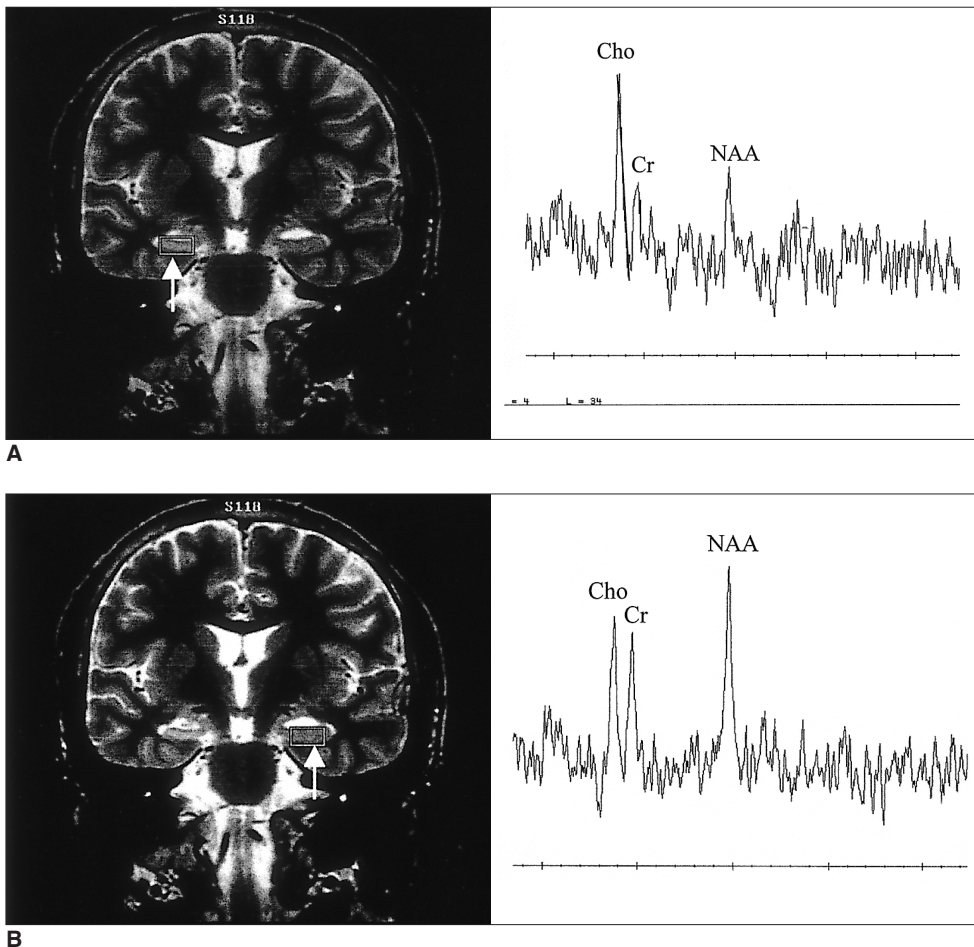 S118
Cho
Cr
NAA
= 4 L = 34
A
S118
NAA
Cho
Cr
B